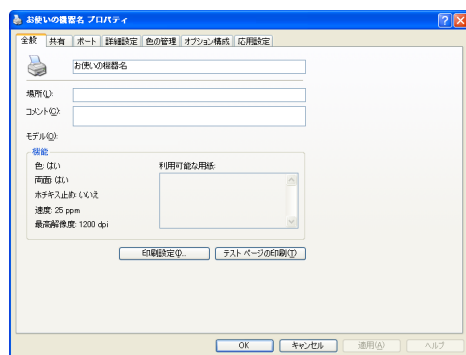 お使いの機器名 プロパティ
全般 共有 ポート 詳細設定 色の管理 オプション構成 応用設定
お使いの機器名
場所(L):
コメント(C):
モデル(O):
機能
色: はい 利用可能な用紙:
両面: はい
ホチキス止め: いいえ
速度: 25 ppm
最高解像度: 1200 dpi
印刷設定(I)... テスト ページの印刷(T)
OK キャンセル 適用(A) ヘルプ